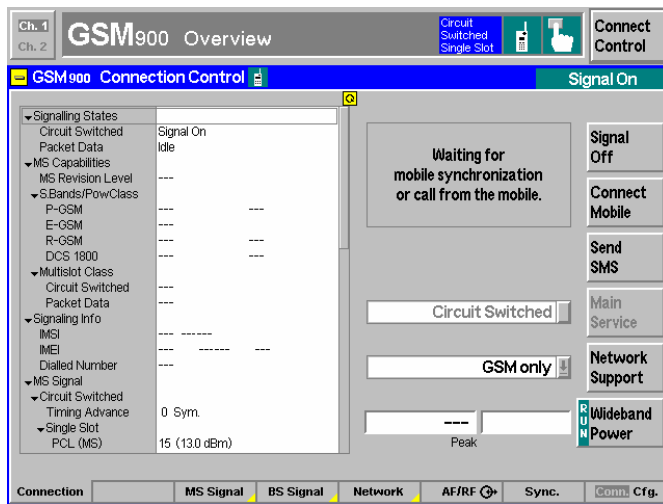 Ch. 1
Ch. 2
GSM900 Overview
Circuit
Switched
Single Slot
Connect
Control
GSM900 Connection Control
Signal On
Signalling States
Circuit Switched Signal On
Packet Data Idle
MS Capabilities
MS Revision Level ---
S.Bands/PowClass
P-GSM --- ---
E-GSM ---
R-GSM --- ---
DCS 1800 --- ---
Multislot Class
Circuit Switched ---
Packet Data ---
Signaling Info
IMSI --- ------
IMEI --- ------ ---
Dialled Number ---
MS Signal
Circuit Switched
Timing Advance 0 Sym.
Single Slot
PCL (MS) 15 (13.0 dBm)
Waiting for
mobile synchronization
or call from the mobile.
Circuit Switched
GSM only
---
Peak
Signal
Off
Connect
Mobile
Send
SMS
Main
Service
Network
Support
RUN
Wideband
Power
Connection MS Signal BS Signal Network AF/RF Sync. Conn. Cfg.